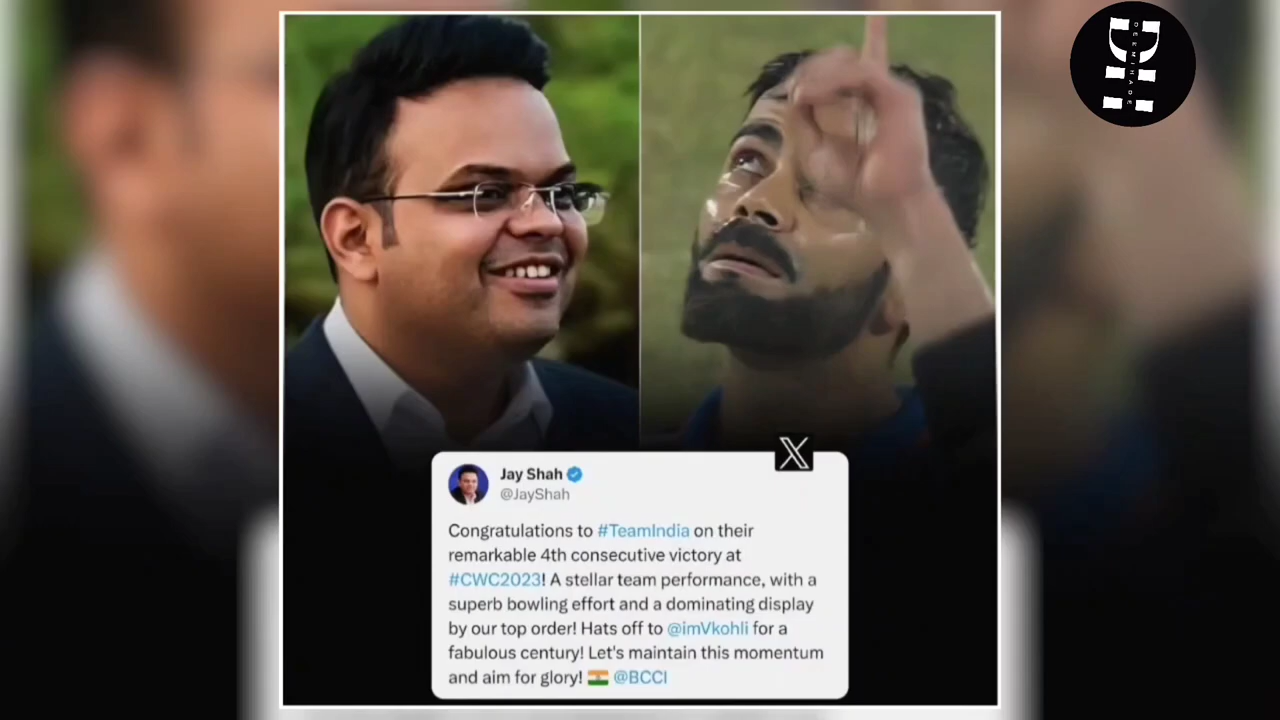 DEEMIHADE
Jay Shah
@JayShah
Congratulations to #TeamIndia on their
remarkable 4th consecutive victory at
#CWC2023! A stellar team performance, with a
superb bowling effort and a dominating display
by our top order! Hats off to @imVkohli for a
fabulous century! Let's maintain this momentum
and aim for glory! 🇮🇳 @BCCI